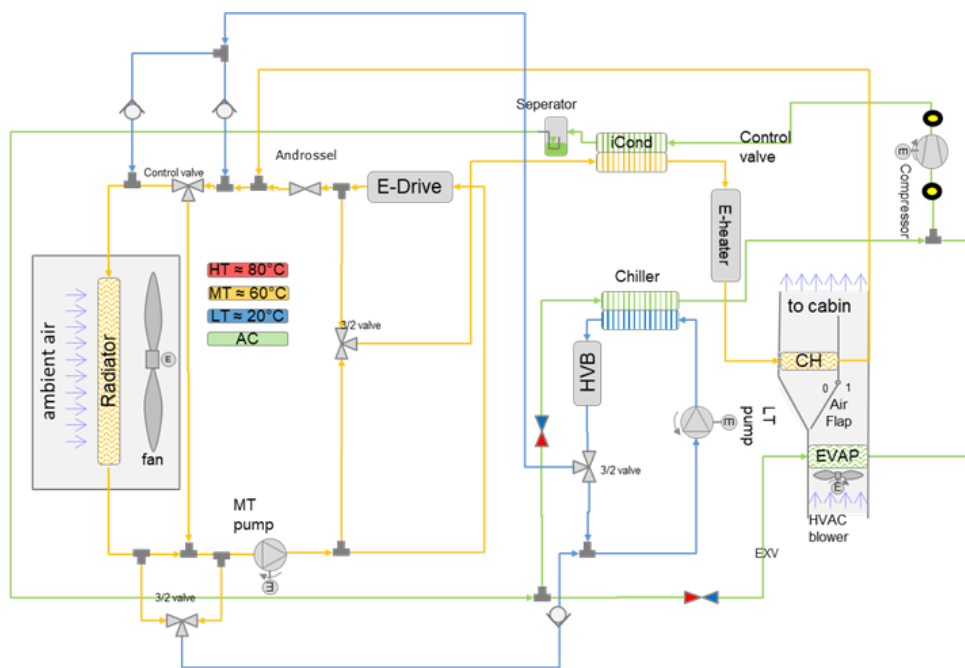 Seperator
iCond
Control
valve
E
Compressor
Androssel
Control valve
E-Drive
E-heater
HT ≈ 80°C
MT ≈ 60°C
LT ≈ 20°C
AC
Chiller
to cabin
ambient air
Radiator
E
fan
3/2 valve
HVB
E
LT
pump
CH
0 1
Air
Flap
EVAP
E
3/2 valve
MT
pump
E
HVAC
blower
EXV
3/2 valve